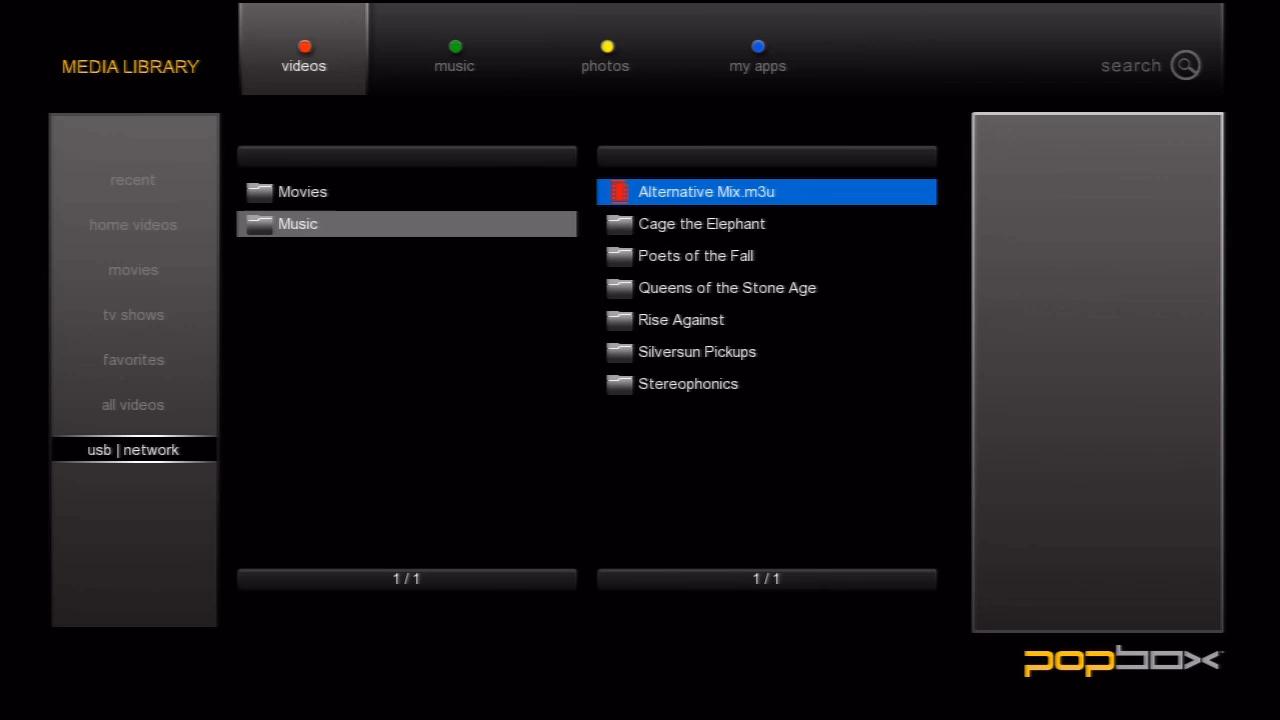 MEDIA LIBRARY
videos
music
photos
my apps
search
recent
home videos
movies
tv shows
favorites
all videos
usb | network
Movies
Music
1 / 1
Alternative Mix.m3u
Cage the Elephant
Poets of the Fall
Queens of the Stone Age
Rise Against
Silversun Pickups
Stereophonics
1 / 1
popbox